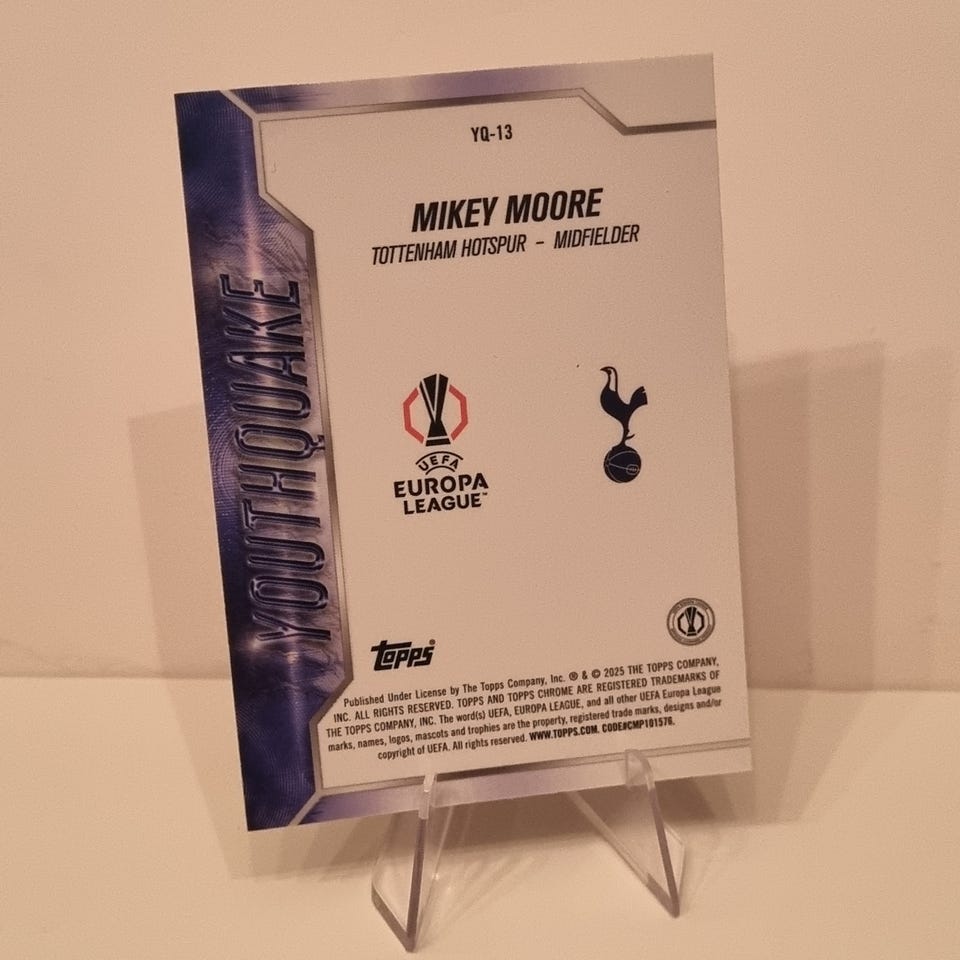 YQ-13
MIKEY MOORE
TOTTENHAM HOTSPUR – MIDFIELDER
YOUTHQUAKE
UEFA
EUROPA
LEAGUE™
Topps®
Published Under License by The Topps Company, Inc. ® & © 2025 THE TOPPS COMPANY,
INC. ALL RIGHTS RESERVED. TOPPS AND TOPPS CHROME ARE REGISTERED TRADEMARKS OF
THE TOPPS COMPANY, INC. The word(s) UEFA, EUROPA LEAGUE, and all other UEFA Europa League
marks, names, logos, mascots and trophies are the property, registered trade marks, designs and/or
copyright of UEFA. All rights reserved. WWW.TOPPS.COM. CODE#CMP101576.